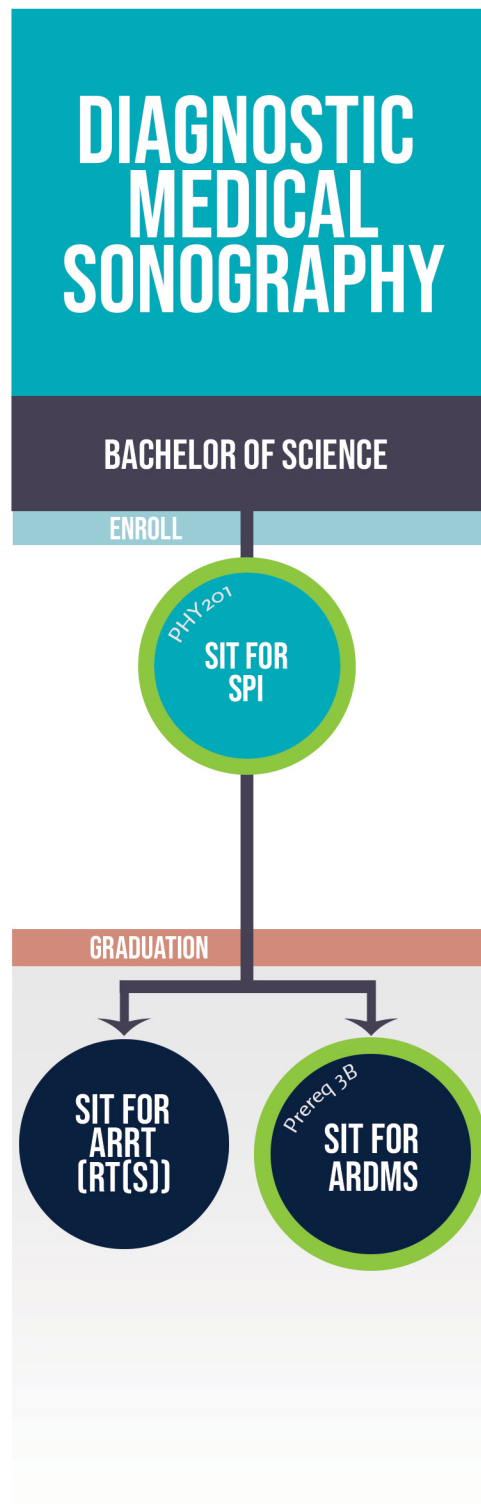 DIAGNOSTIC
MEDICAL
SONOGRAPHY
BACHELOR OF SCIENCE
ENROLL
PHY201
SIT FOR
SPI
GRADUATION
SIT FOR
ARRT
(RT(S))
Prereq 3B
SIT FOR
ARDMS